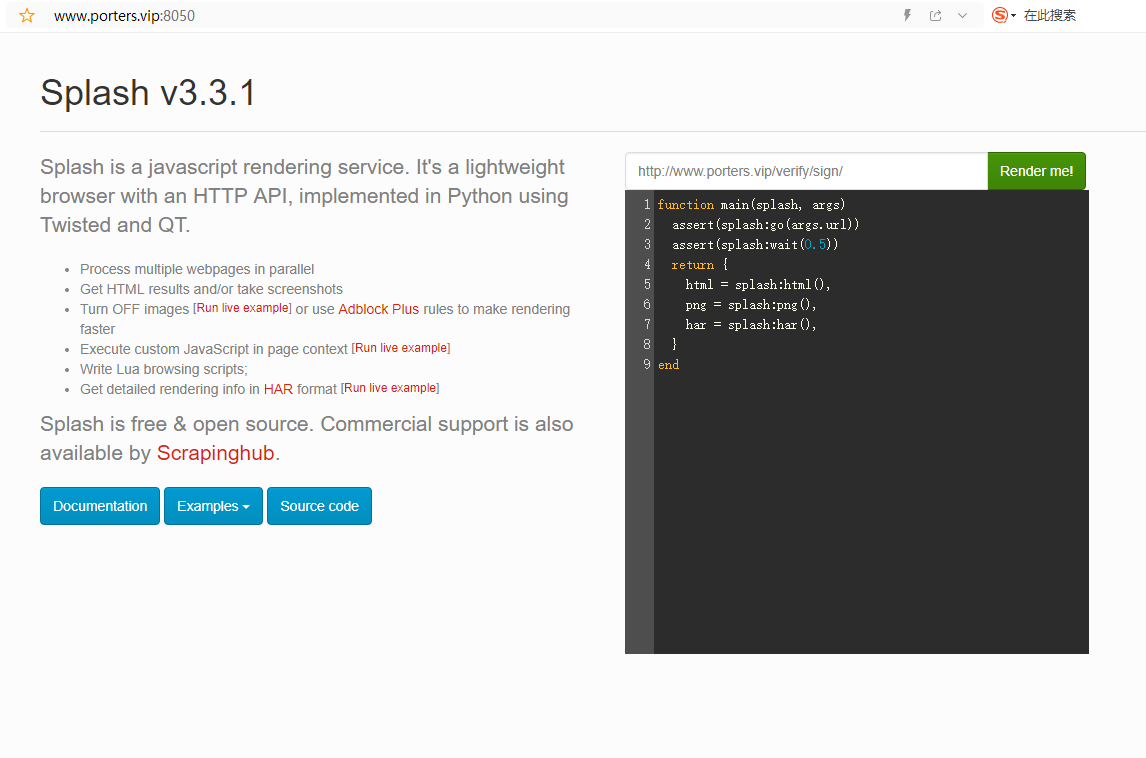 www.porters.vip:8050
在此搜索
Splash v3.3.1
Splash is a javascript rendering service. It's a lightweight
browser with an HTTP API, implemented in Python using
Twisted and QT.
Process multiple webpages in parallel
Get HTML results and/or take screenshots
Turn OFF images [Run live example] or use Adblock Plus rules to make rendering
faster
Execute custom JavaScript in page context [Run live example]
Write Lua browsing scripts;
Get detailed rendering info in HAR format [Run live example]
Splash is free & open source. Commercial support is also
available by Scrapinghub.
Documentation Examples Source code
http://www.porters.vip/verify/sign/ Render me!
1 function main(splash, args)
2   assert(splash:go(args.url))
3   assert(splash:wait(0.5))
4   return {
5     html = splash:html(),
6     png = splash:png(),
7     har = splash:har(),
8   }
9 end